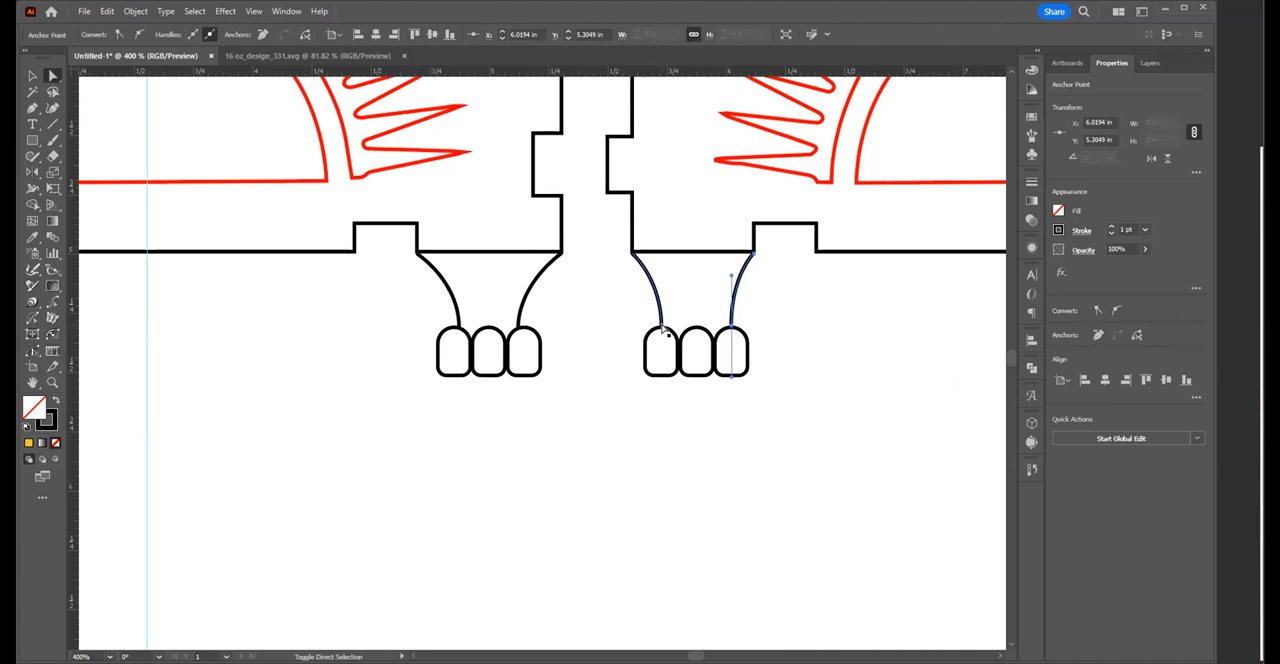 Ai File Edit Object Type Select Effect View Window Help Share
Anchor Point Convert: Handles: Anchors: X: 6.0194 in Y: 5.3049 in W: H:
Untitled-1* @ 400 % (RGB/Preview) × 16 oz_design_331.svg @ 81.82 % (RGB/Preview) ×
Artboards Properties Layers
Anchor Point
Transform
X: 6.0194 in W:
Y: 5.3049 in H:
Appearance
Fill
Stroke 1 pt
Opacity 100%
fx.
Convert:
Anchors:
Align
Quick Actions
Start Global Edit
400% 0° 1 Toggle Direct Selection